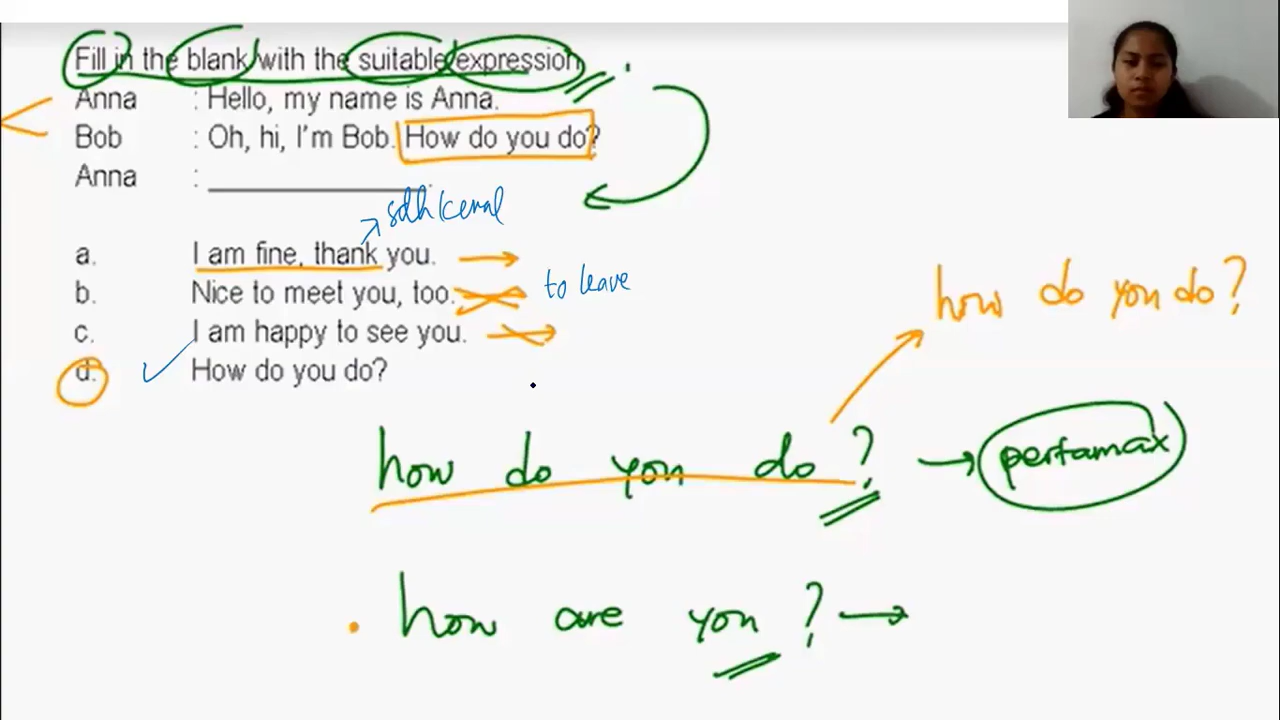 Fill in the blank with the suitable expression.
Anna : Hello, my name is Anna.
Bob : Oh, hi, I'm Bob. How do you do?
Anna : ____________________.
sdh kenal
a. I am fine, thank you.
b. Nice to meet you, too.
to leave
c. I am happy to see you.
d. How do you do?
how do you do?
how do you do? → pertamax
how are you? →